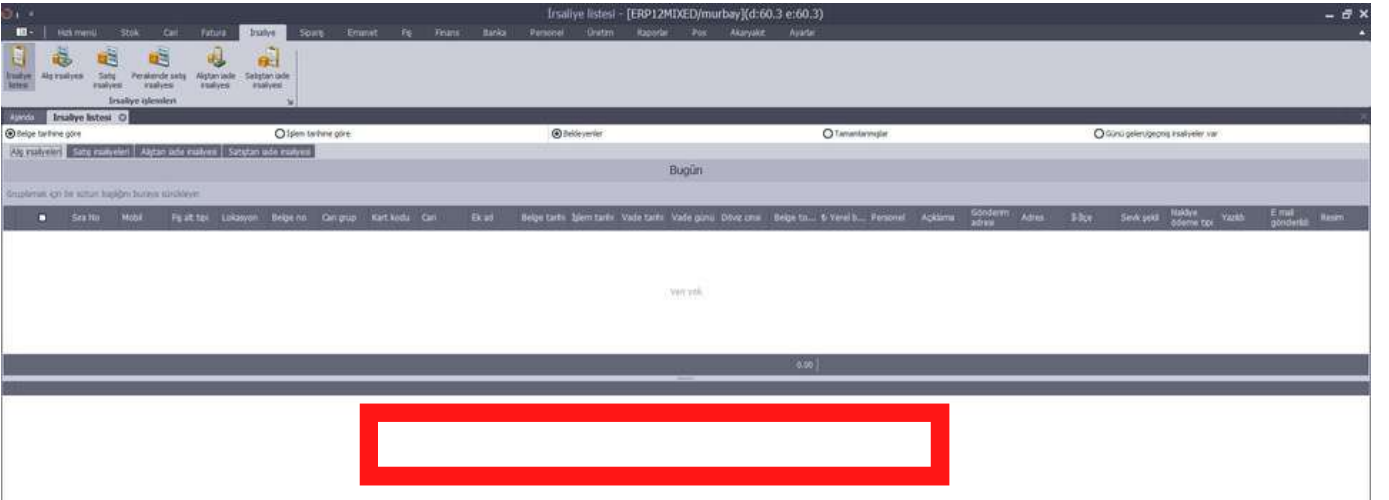 İrsaliye listesi - [ERP12MIXED/murbay](d:60.3 e:60.3)
Hızlı menü Stok Cari Fatura İrsaliye Sipariş Emanet Fiş Finans Banka Personel Üretim Raporlar Pos Akaryakıt Ayarlar
İrsaliye listesi Alış irsaliyesi Satış irsaliyesi Perakende satış irsaliyesi Alıştan iade irsaliyesi Satıştan iade irsaliyesi
İrsaliye işlemleri
Ajanda İrsaliye listesi
Belge tarihine göre İşlem tarihine göre Bekleyenler Tamamlanmışlar Günü gelen/geçmiş irsaliyeler var
Alış irsaliyeleri Satış irsaliyeleri Alıştan iade irsaliyesi Satıştan iade irsaliyesi
Bugün
Gruplamak için bir sütun başlığını buraya sürükleyin
Sıra No Mobil Fiş alt tipi Lokasyon Belge no Cari grup Kart kodu Cari Ek ad Belge tarihi İşlem tarihi Vade tarihi Vade günü Döviz cinsi Belge to... ₺ Yerel b... Personel Açıklama Gönderim adresi Adres İl-İlçe Sevk şekli Nakliye ödeme tipi Yazıldı E mail gönderildi Resim
Veri yok
0.00